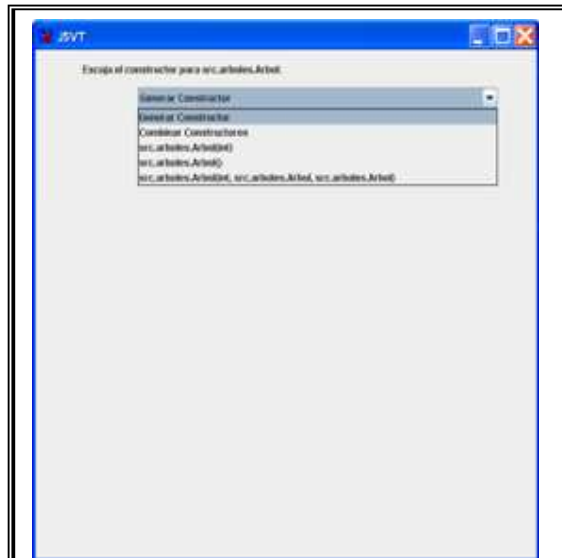 JSVT
Escoja el constructor para src.arboles.Arbol:
Generar Constructor
Generar Constructor
Combinar Constructores
src.arboles.Arbol(int)
src.arboles.Arbol()
src.arboles.Arbol(int, src.arboles.Arbol, src.arboles.Arbol)